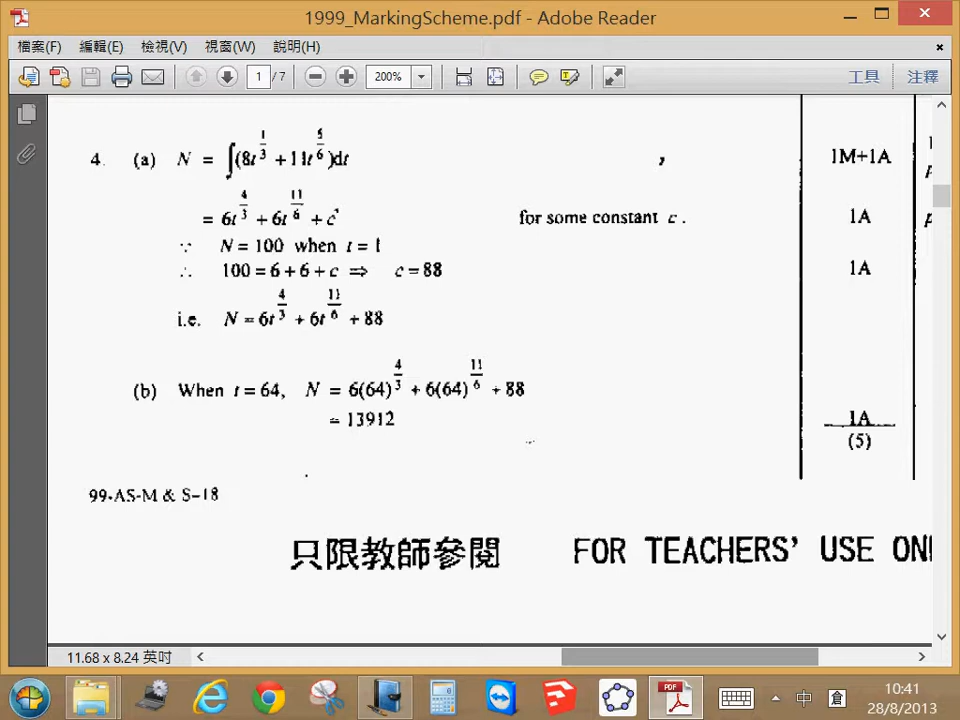 1999_MarkingScheme.pdf - Adobe Reader
檔案(F) 編輯(E) 檢視(V) 視窗(W) 說明(H)
1 / 7 200% 工具 注釋
4. (a) N = ∫(8t^{1/3} + 11t^{5/6})dt , 1M+1A
= 6t^{4/3} + 6t^{11/6} + c for some constant c . 1A
∵ N = 100 when t = 1
∴ 100 = 6 + 6 + c ⇒ c = 88 1A
i.e. N = 6t^{4/3} + 6t^{11/6} + 88
(b) When t = 64, N = 6(64)^{4/3} + 6(64)^{11/6} + 88
= 13912 1A
(5)
99-AS-M & S–18
只限教師參閱 FOR TEACHERS' USE ONL
11.68 x 8.24 英吋
PDF 中 倉 10:41
28/8/2013